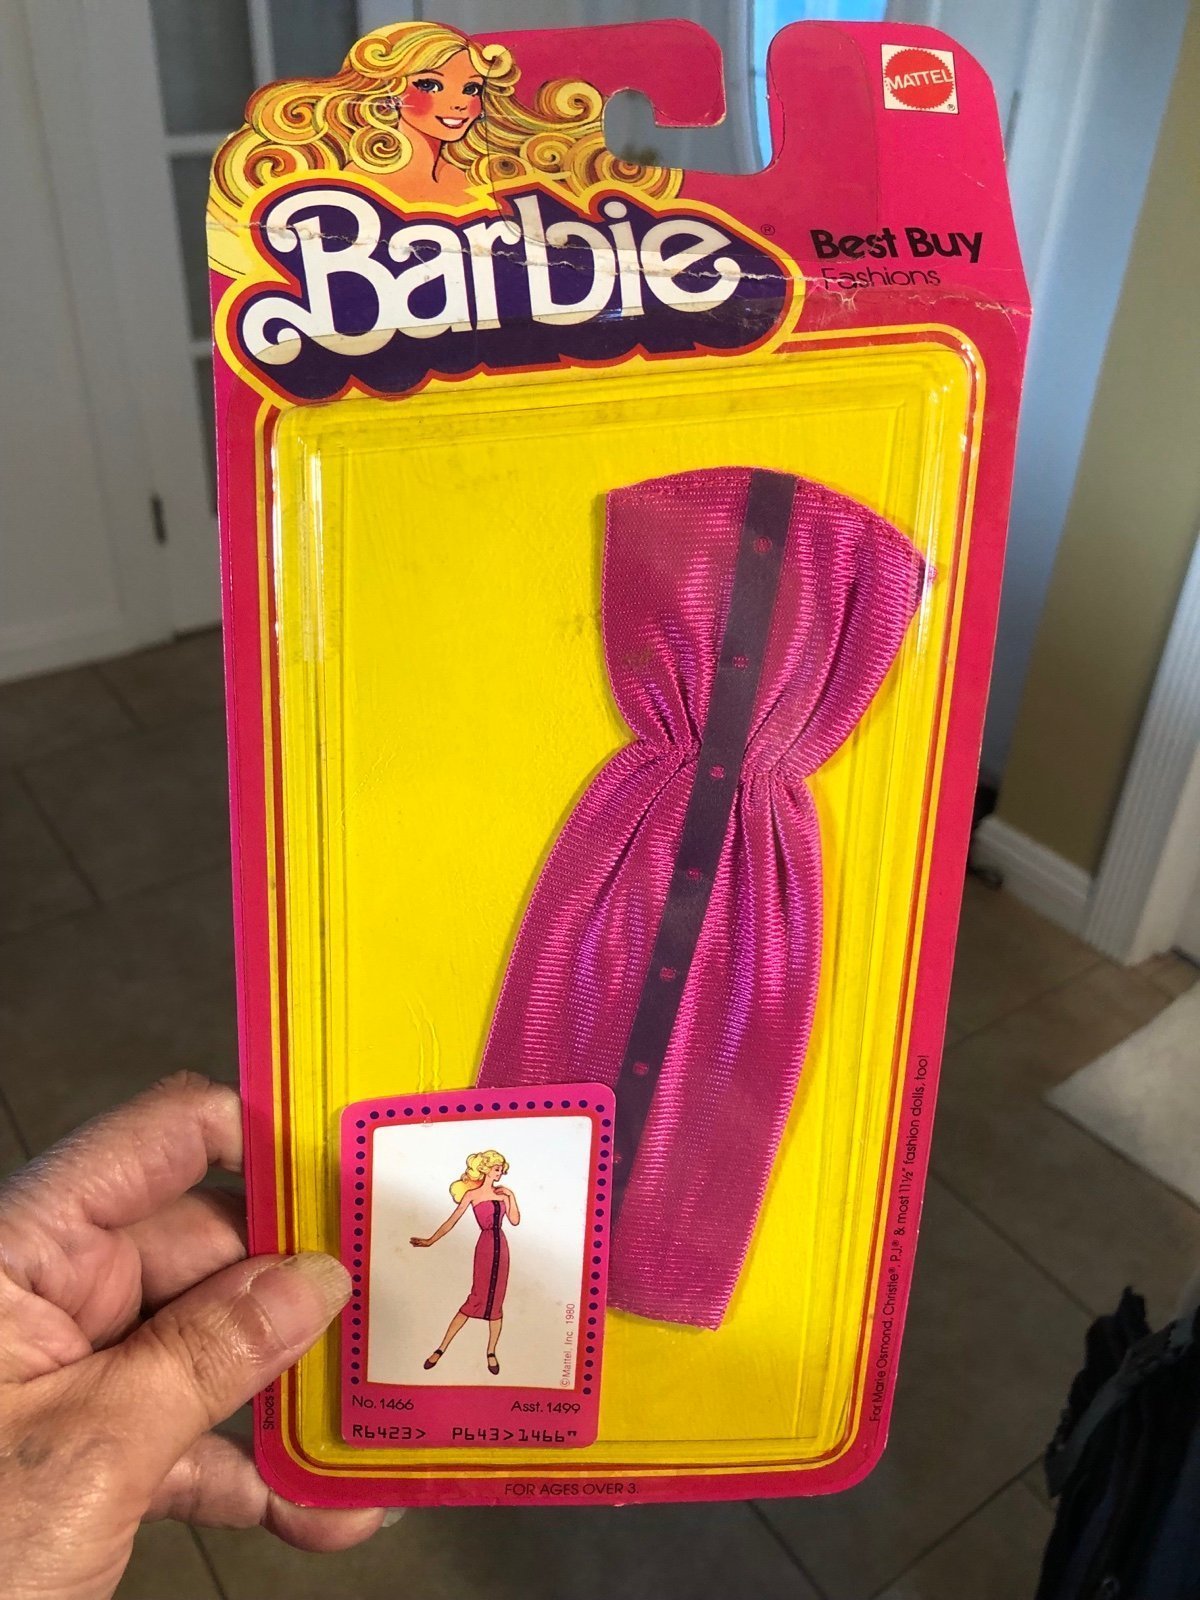 MATTEL
®
Barbie®
Best Buy
Fashions
For Marie Osmond, Christie®, P.J.® & most 11½" fashion dolls, too!
©Mattel, Inc. 1980
No. 1466 Asst. 1499
R6423> P643>1466"
Shoes
FOR AGES OVER 3.